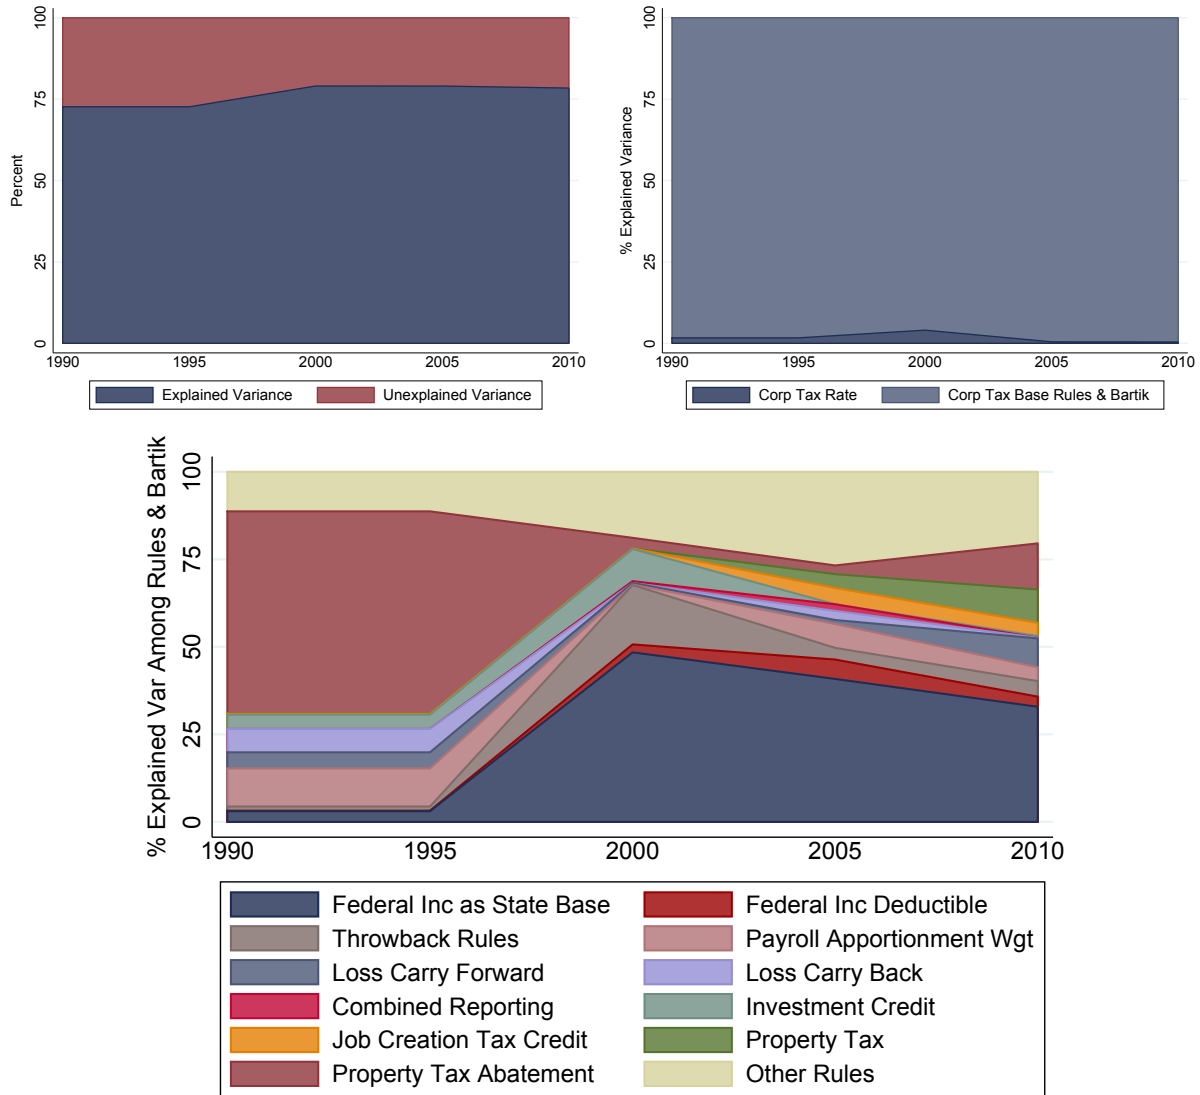 Percent
0
25
50
75
100
1990
1995
2000
2005
2010
Explained Variance
Unexplained Variance
% Explained Variance
0
25
50
75
100
1990
1995
2000
2005
2010
Corp Tax Rate
Corp Tax Base Rules & Bartik
% Explained Var Among Rules & Bartik
0
25
50
75
100
1990
1995
2000
2005
2010
Federal Inc as State Base
Federal Inc Deductible
Throwback Rules
Payroll Apportionment Wgt
Loss Carry Forward
Loss Carry Back
Combined Reporting
Investment Credit
Job Creation Tax Credit
Property Tax
Property Tax Abatement
Other Rules